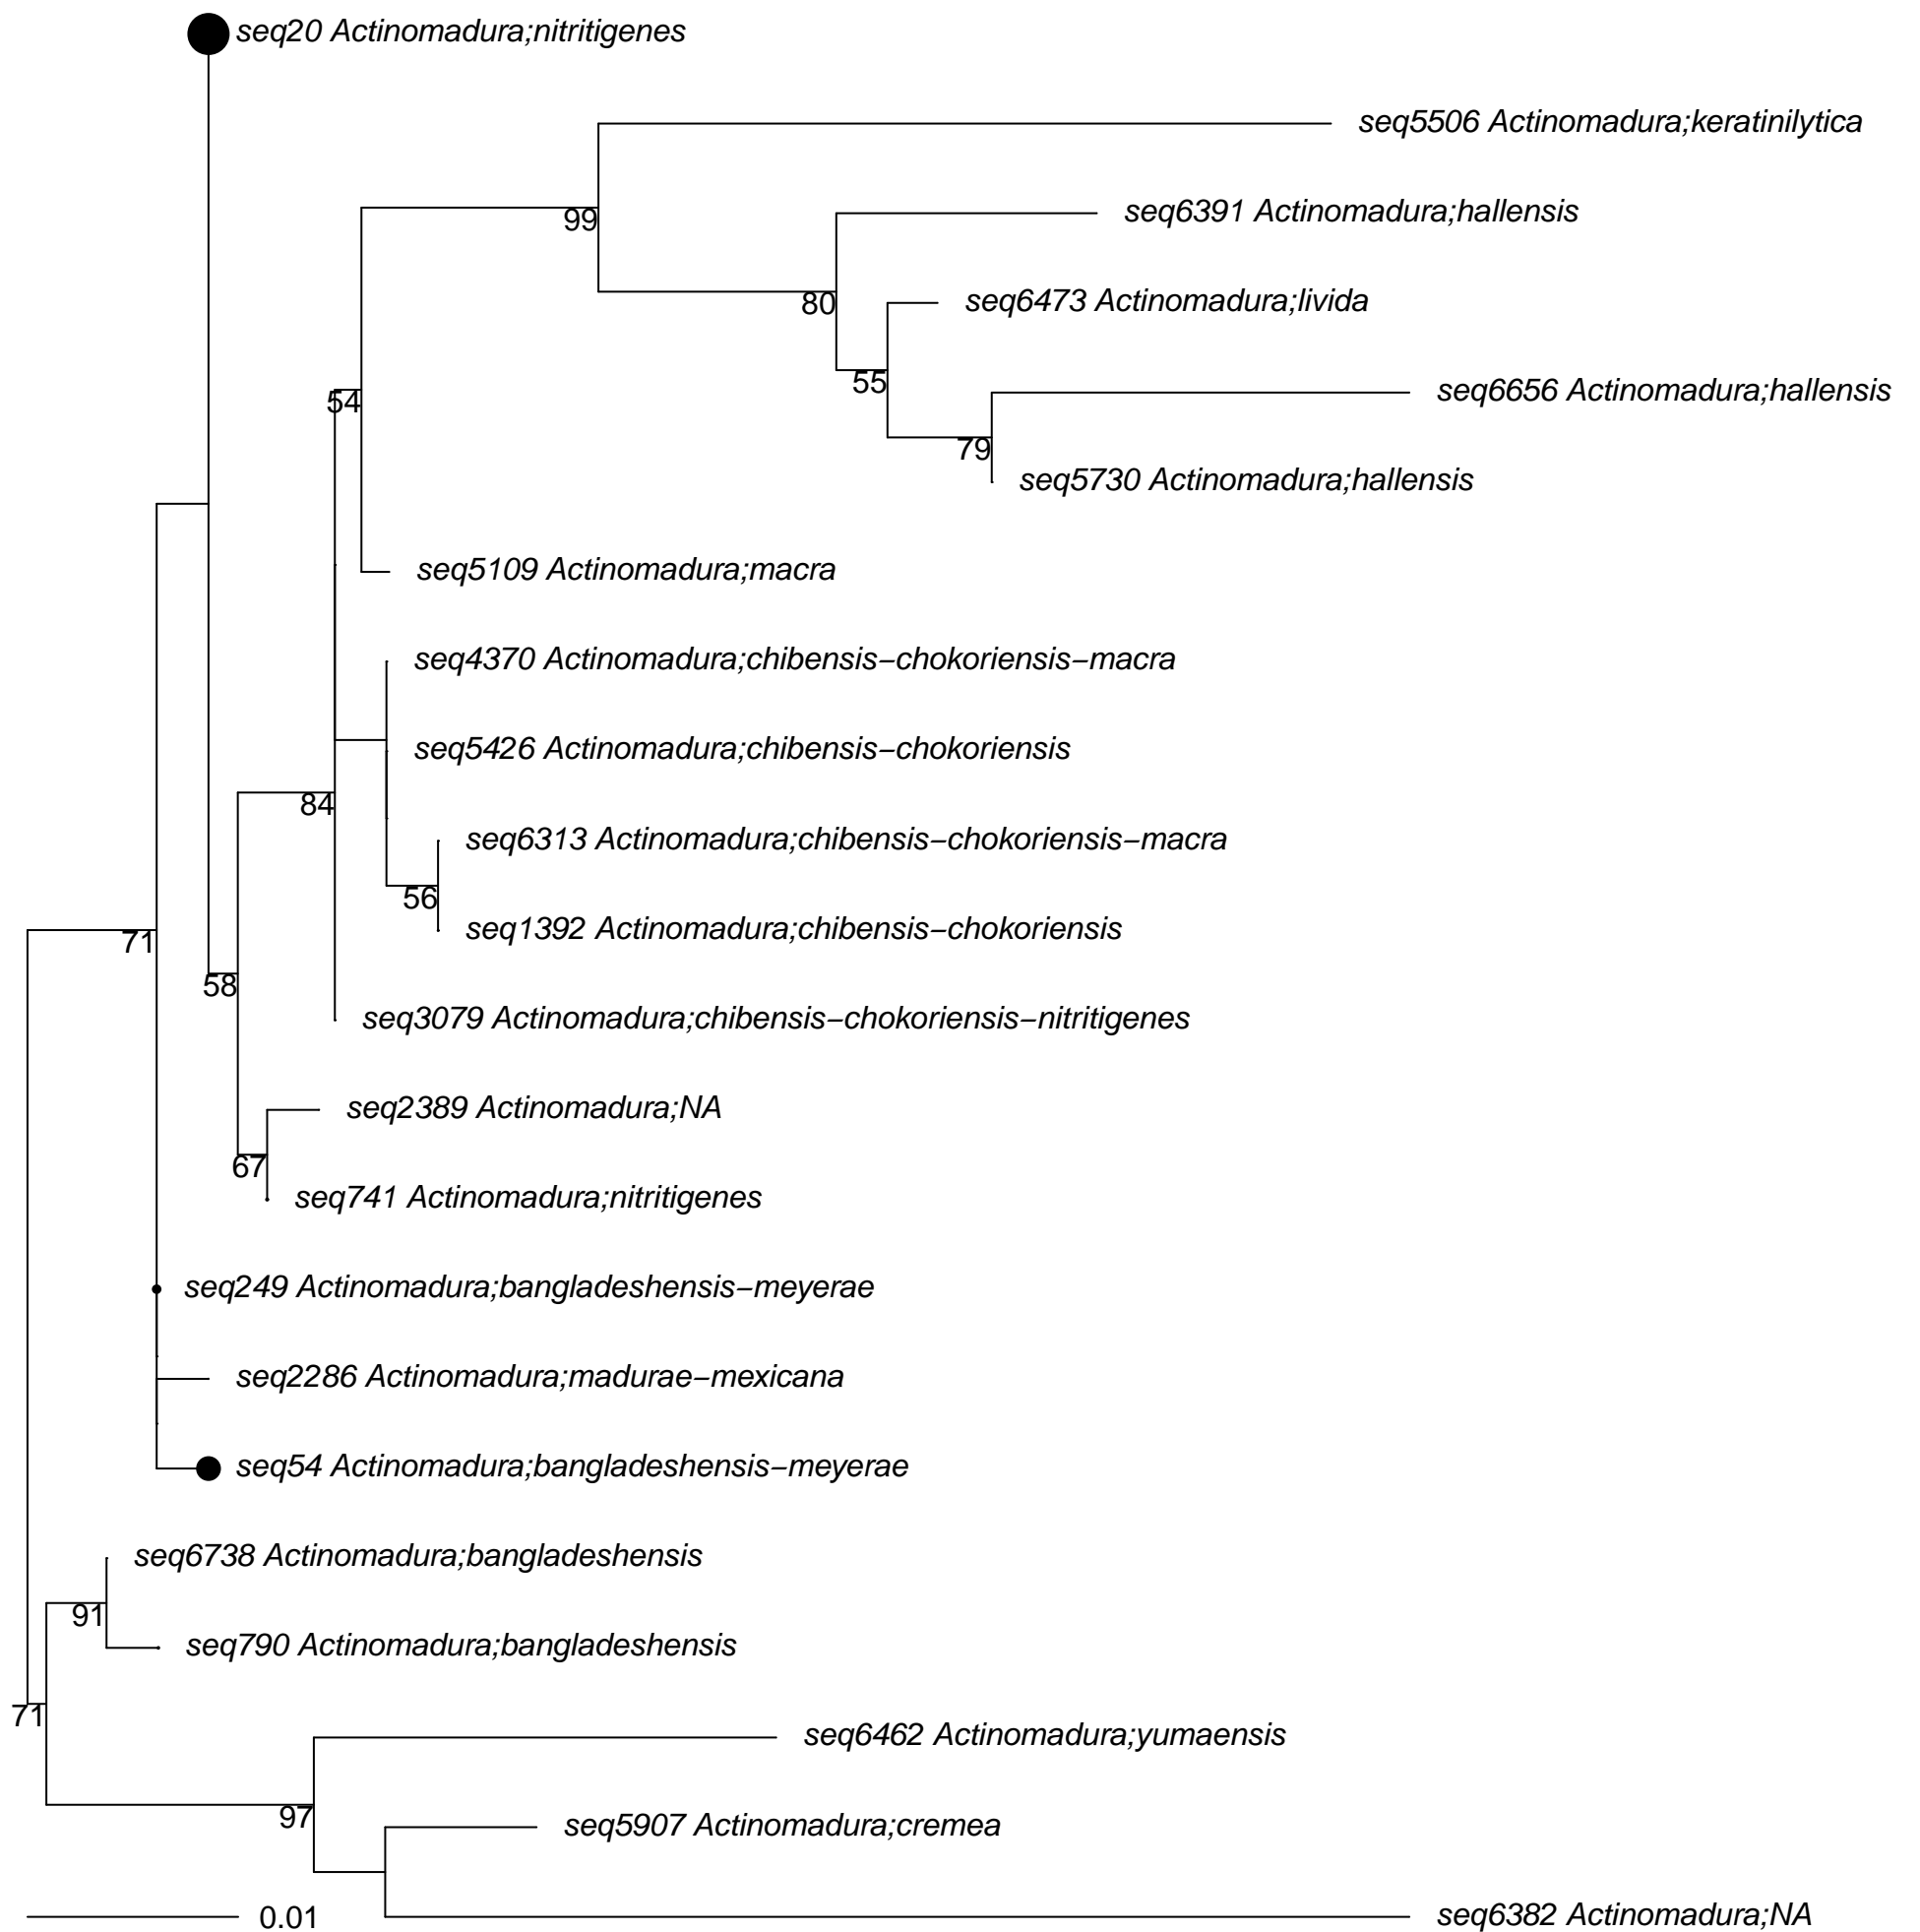 seq20 Actinomadura;nitritigenes
seq5506 Actinomadura;keratinilytica
99
seq6391 Actinomadura;hallensis
80
seq6473 Actinomadura;livida
55
54
seq6656 Actinomadura;hallensis
79
seq5730 Actinomadura;hallensis
seq5109 Actinomadura;macra
seq4370 Actinomadura;chibensis−chokoriensis−macra
seq5426 Actinomadura;chibensis−chokoriensis
84
seq6313 Actinomadura;chibensis−chokoriensis−macra
56
seq1392 Actinomadura;chibensis−chokoriensis
71
58
seq3079 Actinomadura;chibensis−chokoriensis−nitritigenes
seq2389 Actinomadura;NA
67
seq741 Actinomadura;nitritigenes
seq249 Actinomadura;bangladeshensis−meyerae
seq2286 Actinomadura;madurae−mexicana
seq54 Actinomadura;bangladeshensis−meyerae
seq6738 Actinomadura;bangladeshensis
91
seq790 Actinomadura;bangladeshensis
71
seq6462 Actinomadura;yumaensis
97
seq5907 Actinomadura;cremea
0.01
seq6382 Actinomadura;NA